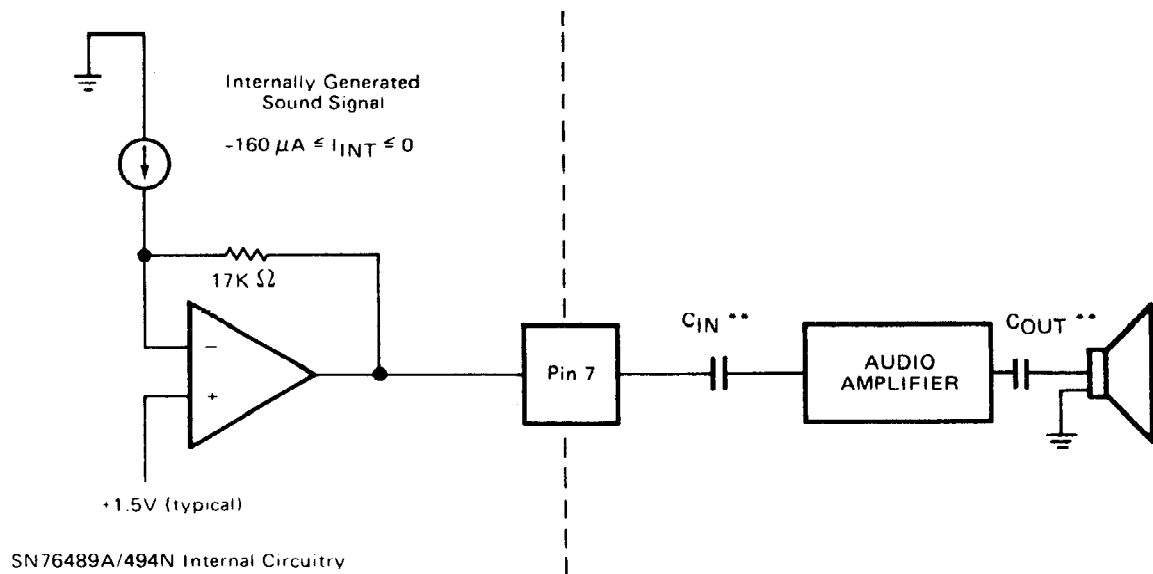 Internally Generated
Sound Signal
-160 μA ≤ IINT ≤ 0
17K Ω
−
+
+1.5V (typical)
Pin 7
CIN **
AUDIO
AMPLIFIER
COUT **
SN76489A/494N Internal Circuitry